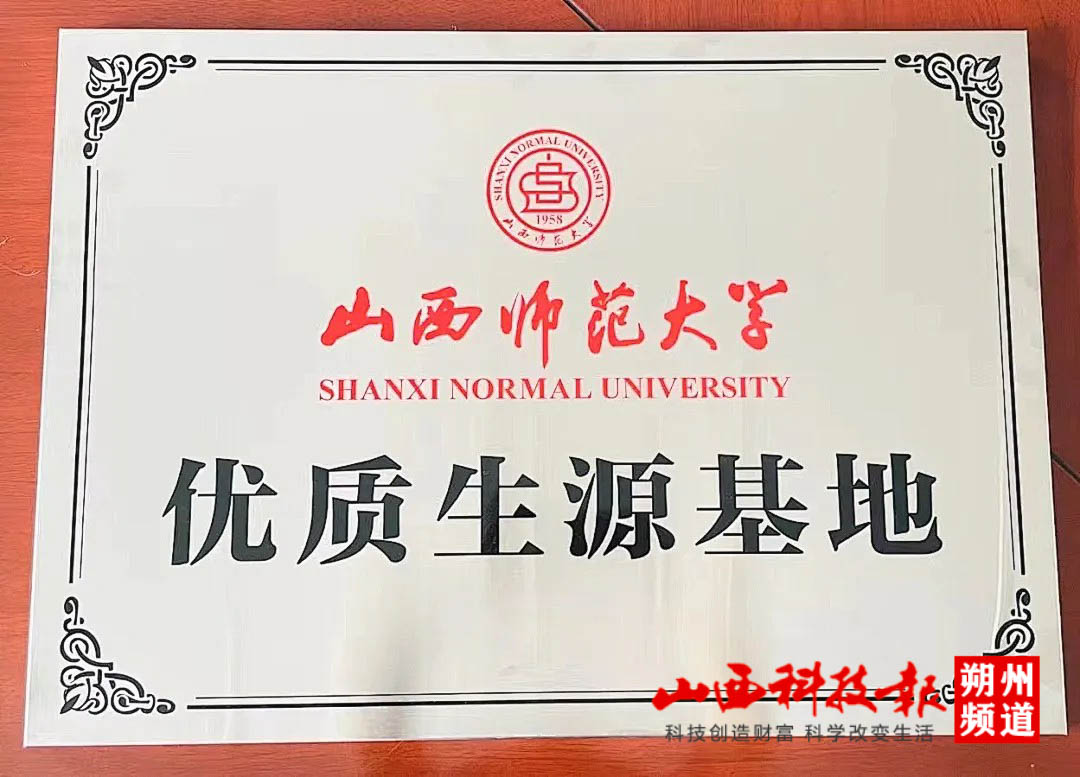 SHANXI NORMAL UNIVERSITY
1958
山西师范大学
山西师范大学
SHANXI NORMAL UNIVERSITY
优质生源基地
山西科技报
朔州
频道
科技创造财富 科学改变生活